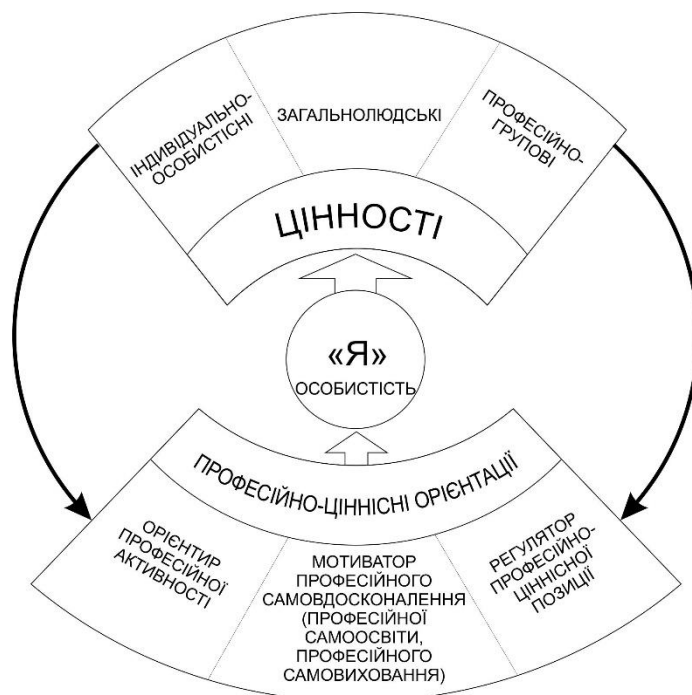 ІНДИВИДУАЛЬНО-
ОСОБИСТІСНІ
ЗАГАЛЬНОЛЮДСЬКІ
ПРОФЕСІЙНО-
ГРУПОВІ
ЦІННОСТІ
«Я»
ОСОБИСТІСТЬ
ПРОФЕСІЙНО-ЦІННІСНІ ОРІЄНТАЦІЇ
ОРІЄНТИР
ПРОФЕСІЙНОЇ
АКТИВНОСТІ
МОТИВАТОР
ПРОФЕСІЙНОГО
САМОВДОСКОНАЛЕННЯ
(ПРОФЕСІЙНОЇ
САМООСВІТИ,
ПРОФЕСІЙНОГО
САМОВИХОВАННЯ)
РЕГУЛЯТОР
ПРОФЕСІЙНО-
ЦІННІСНОЇ
ПОЗИЦІЇ